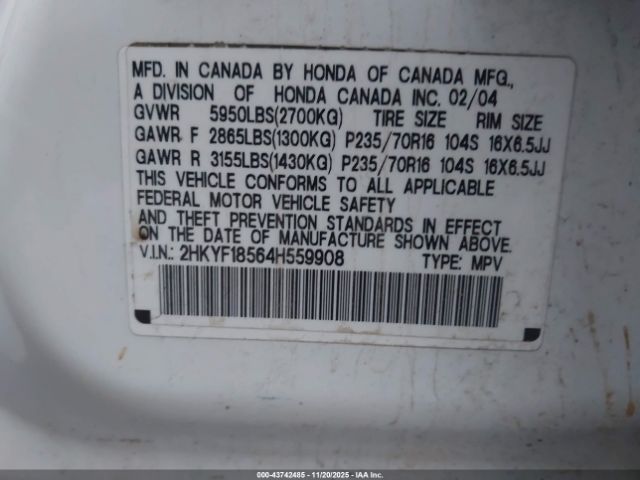 MFD. IN CANADA BY HONDA OF CANADA MFG.,
A DIVISION OF HONDA CANADA INC. 02/04
GVWR 5950LBS(2700KG) TIRE SIZE RIM SIZE
GAWR F 2865LBS(1300KG) P235/70R16 104S 16X6.5JJ
GAWR R 3155LBS(1430KG) P235/70R16 104S 16X6.5JJ
THIS VEHICLE CONFORMS TO ALL APPLICABLE
FEDERAL MOTOR VEHICLE SAFETY
AND THEFT PREVENTION STANDARDS IN EFFECT
ON THE DATE OF MANUFACTURE SHOWN ABOVE.
V.I.N.: 2HKYF18564H559908 TYPE: MPV
000-43742485 - 11/20/2025 - IAA Inc.